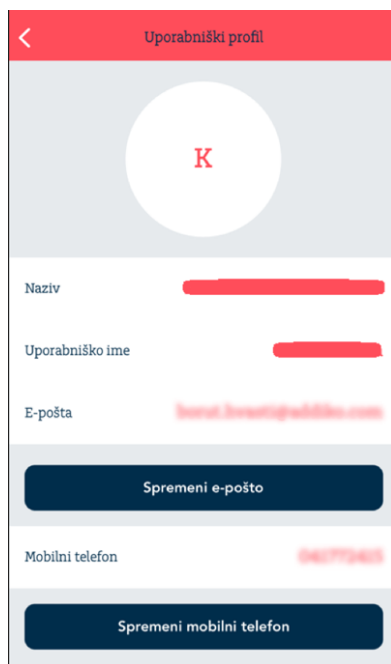 Uporabniški profil
K
Naziv
Uporabniško ime
E-pošta
Spremeni e-pošto
Mobilni telefon
Spremeni mobilni telefon